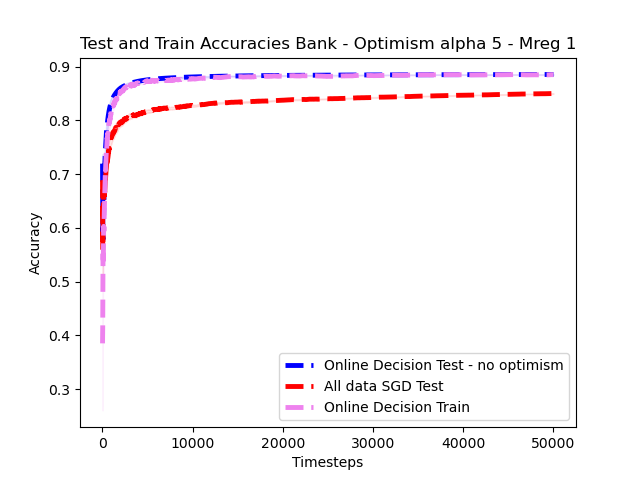 Test and Train Accuracies Bank - Optimism alpha 5 - Mreg 1
0.9
0.8
0.7
0.6
0.5
0.4
0.3
Accuracy
Online Decision Test - no optimism
All data SGD Test
Online Decision Train
0 10000 20000 30000 40000 50000
Timesteps